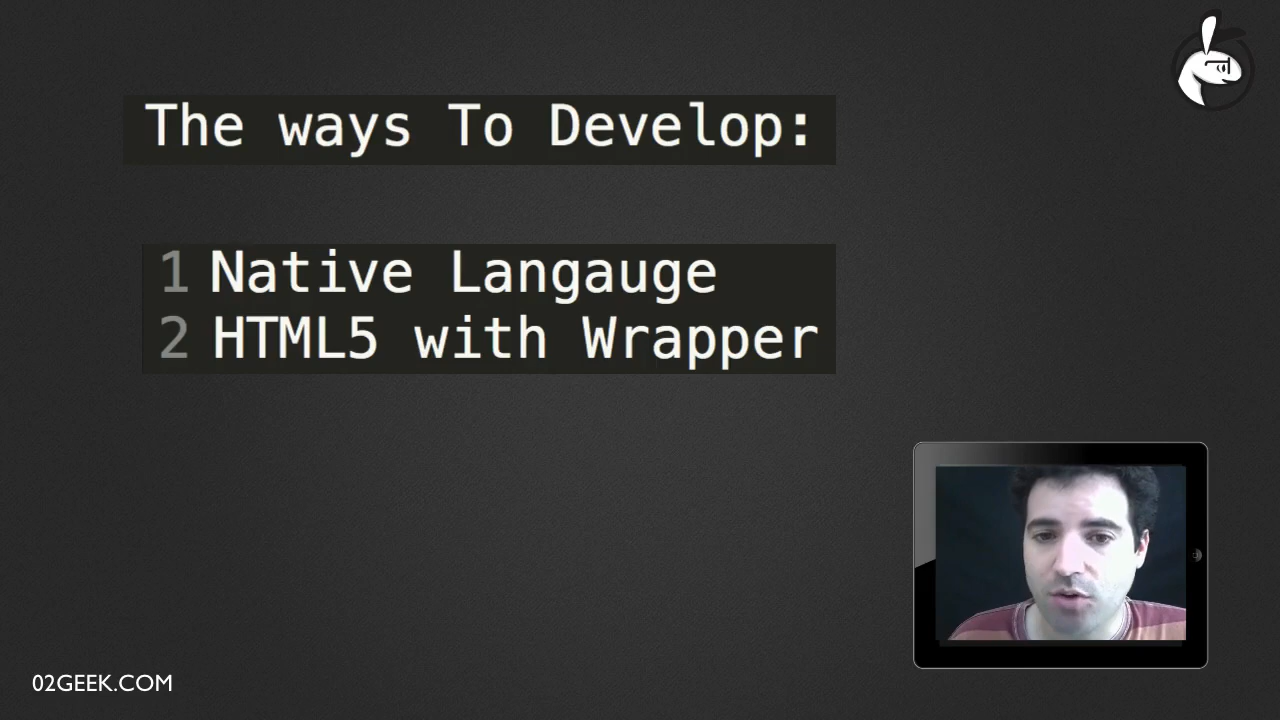 The ways To Develop:
1 Native Langauge
2 HTML5 with Wrapper
02GEEK.COM